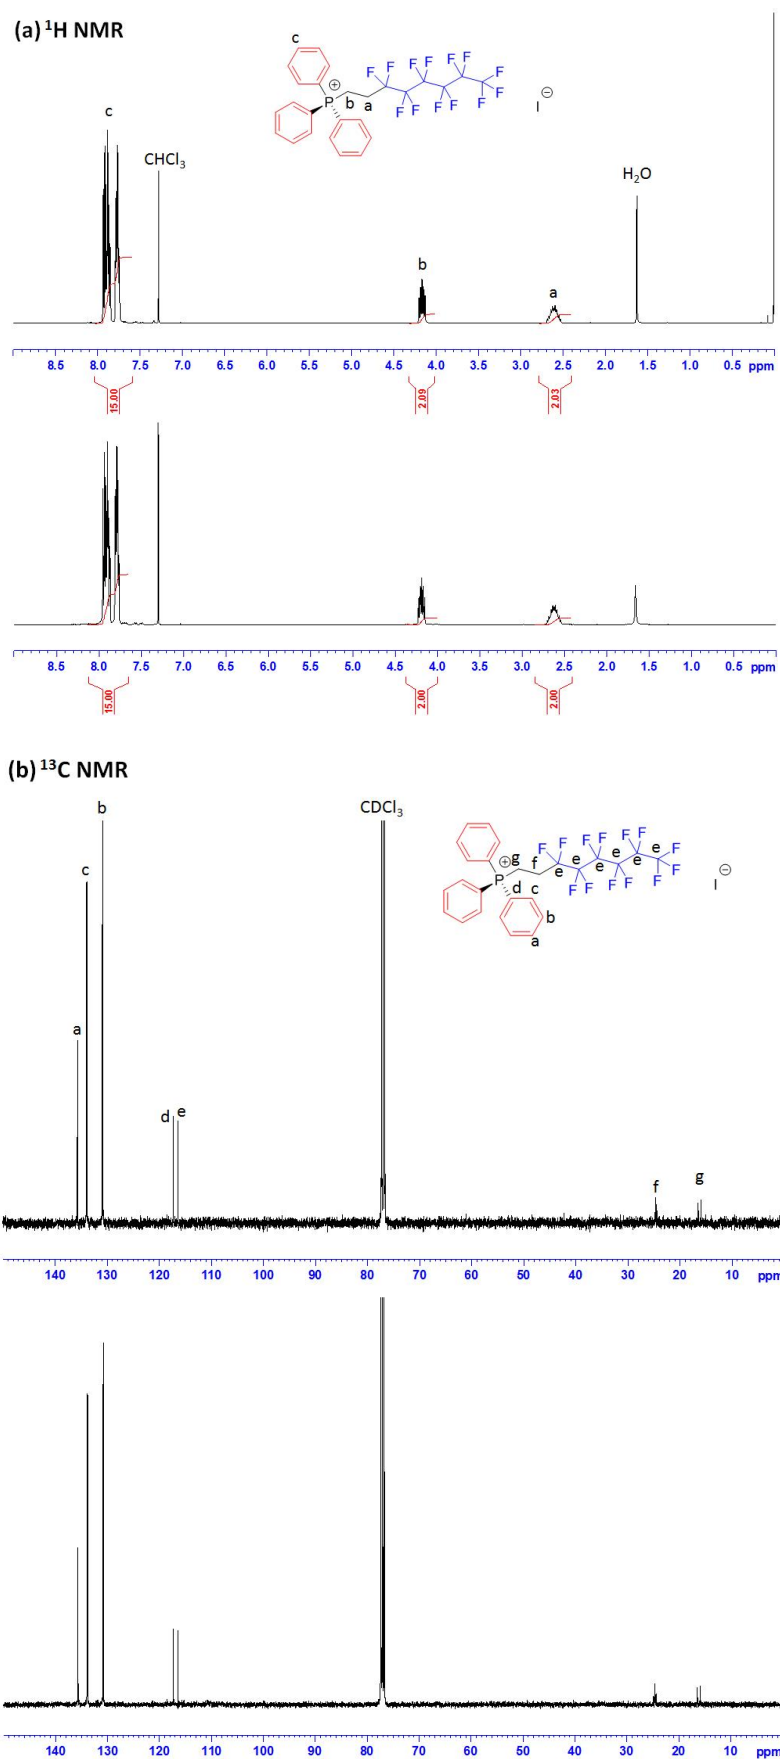 (a) ¹H NMR
c
F F F F F F
F
P⊕
b a
F F F F F F
I⊖
c
CHCl₃
H₂O
b
a
8.5 8.0 7.5 7.0 6.5 6.0 5.5 5.0 4.5 4.0 3.5 3.0 2.5 2.0 1.5 1.0 0.5 ppm
15.00 2.09 2.03
8.5 8.0 7.5 7.0 6.5 6.0 5.5 5.0 4.5 4.0 3.5 3.0 2.5 2.0 1.5 1.0 0.5 ppm
15.00 2.00 2.00
(b) ¹³C NMR
b
CDCl₃
c
F F F F F F
F
P⊕ g f e e e e e e
F F F F F F
I⊖
d c
b
a
a
d e
f g
140 130 120 110 100 90 80 70 60 50 40 30 20 10 ppm
140 130 120 110 100 90 80 70 60 50 40 30 20 10 ppm